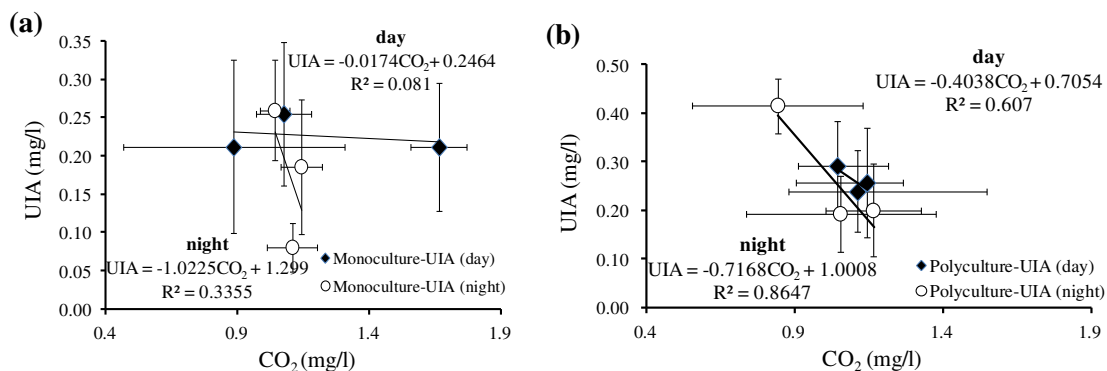 (a)
UIA (mg/l)
0.35
0.30
0.25
0.20
0.15
0.10
0.05
0.00
day
UIA = -0.0174CO₂+ 0.2464
R² = 0.081
night
UIA = -1.0225CO₂ + 1.299
R² = 0.3355
Monoculture-UIA (day)
Monoculture-UIA (night)
0.4 0.9 1.4 1.9
CO₂ (mg/l)
(b)
UIA (mg/l)
0.50
0.40
0.30
0.20
0.10
0.00
day
UIA = -0.4038CO₂ + 0.7054
R² = 0.607
night
UIA = -0.7168CO₂ + 1.0008
R² = 0.8647
Polyculture-UIA (day)
Polyculture-UIA (night)
0.4 0.9 1.4 1.9
CO₂ (mg/l)